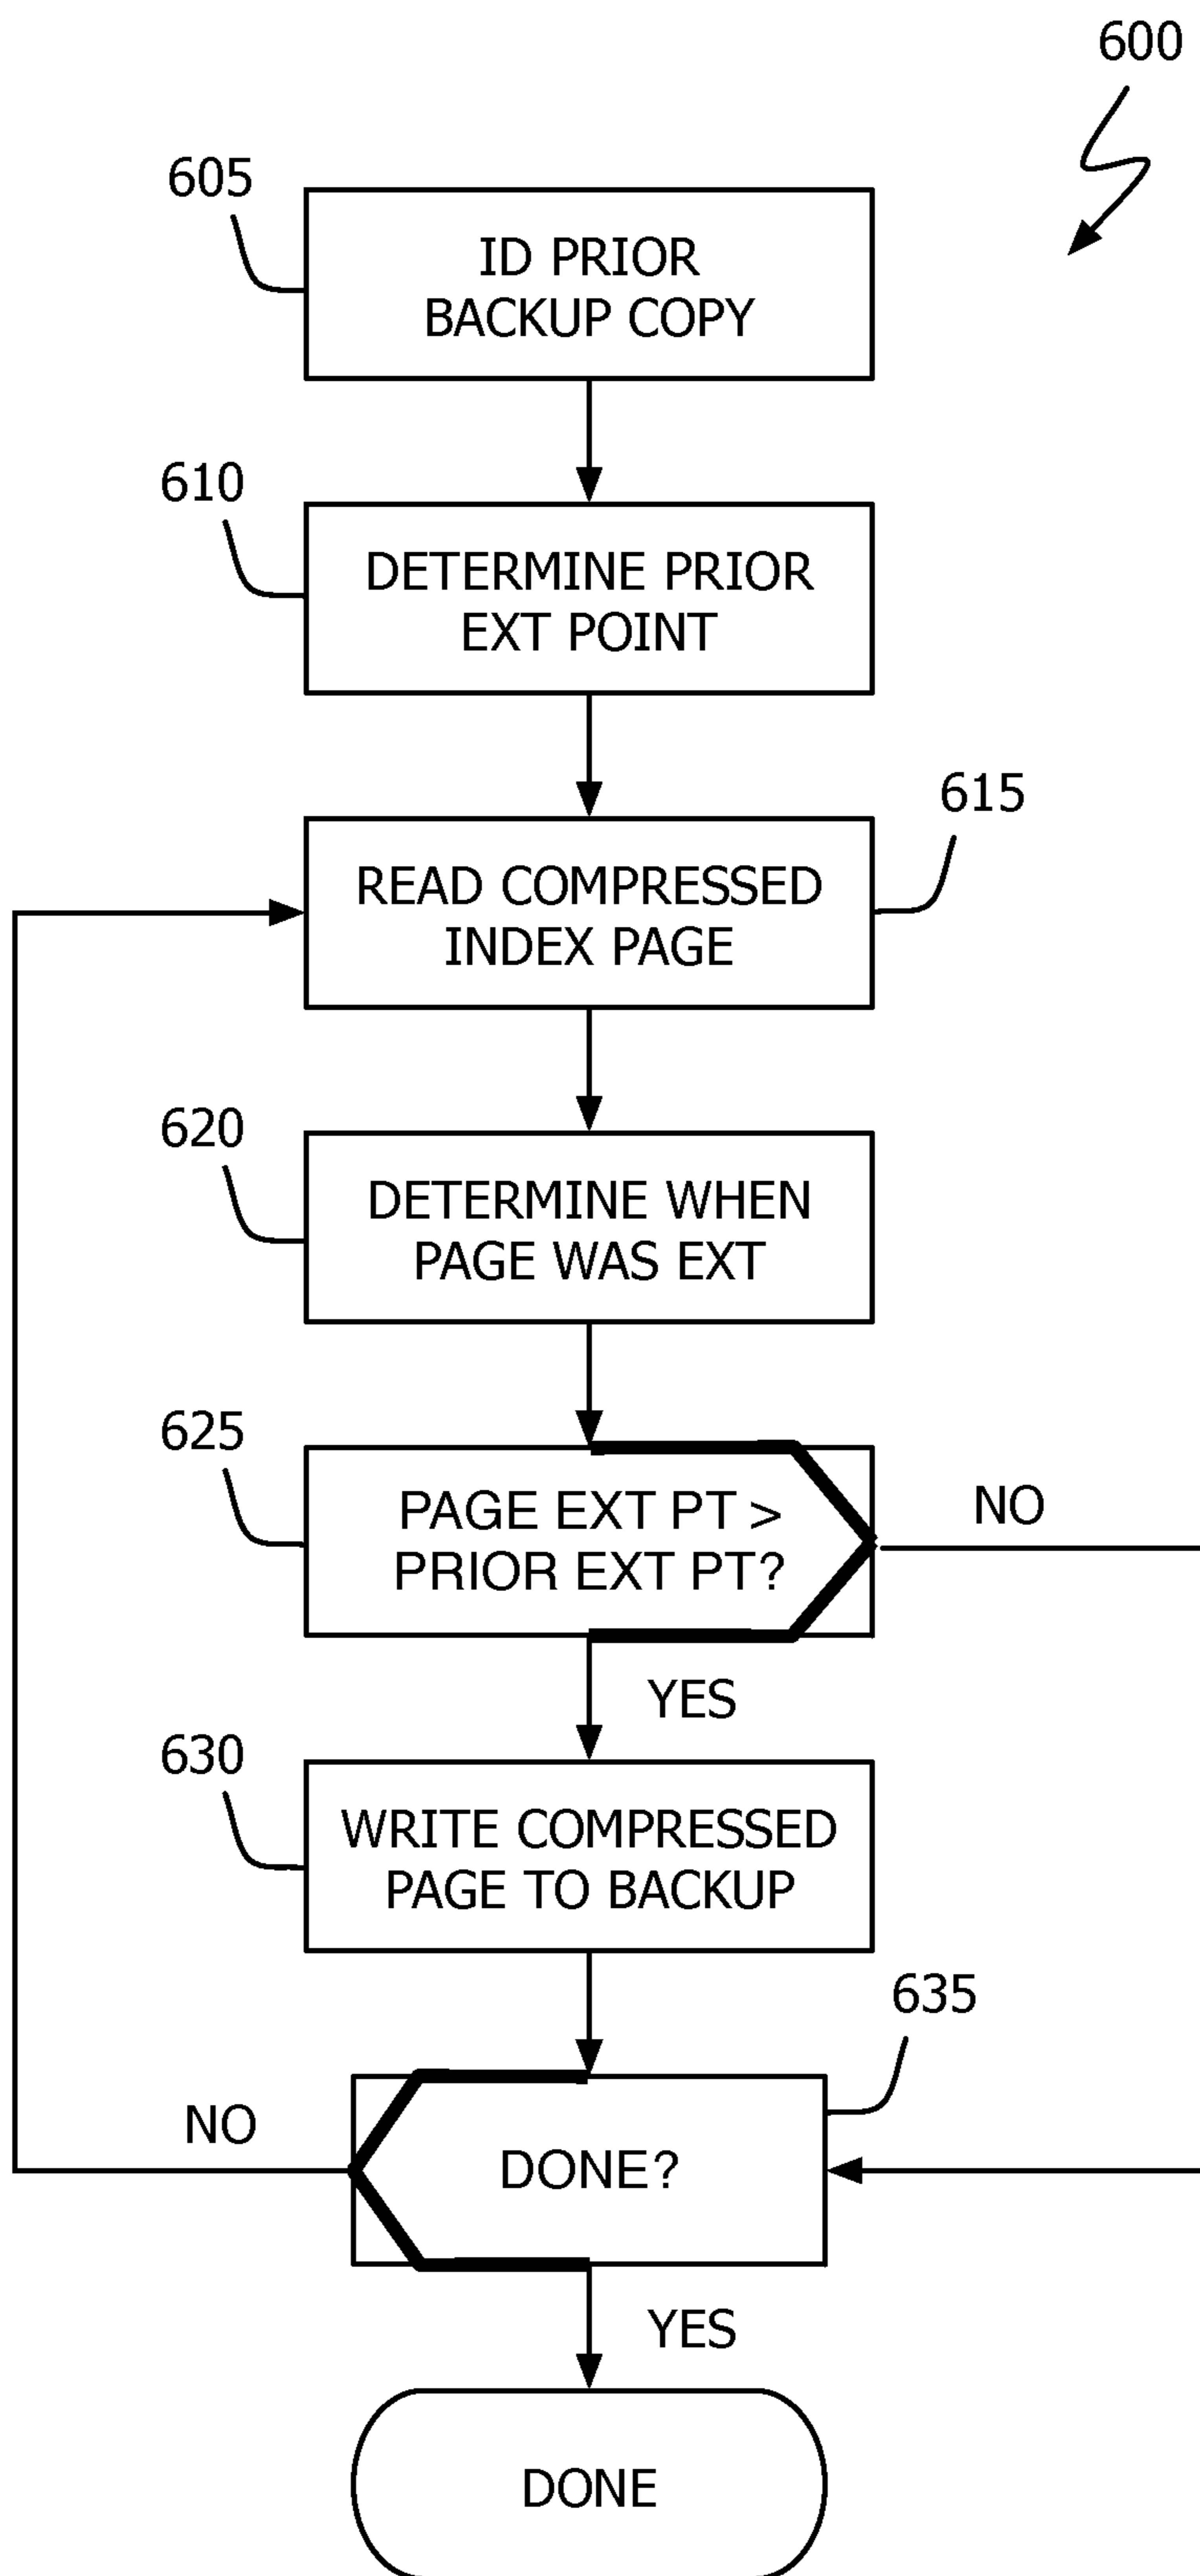 600
605
ID PRIOR
BACKUP COPY
610
DETERMINE PRIOR
EXT POINT
615
READ COMPRESSED
INDEX PAGE
620
DETERMINE WHEN
PAGE WAS EXT
625
PAGE EXT PT >
PRIOR EXT PT?
NO
YES
630
WRITE COMPRESSED
PAGE TO BACKUP
635
NO
DONE?
YES
DONE